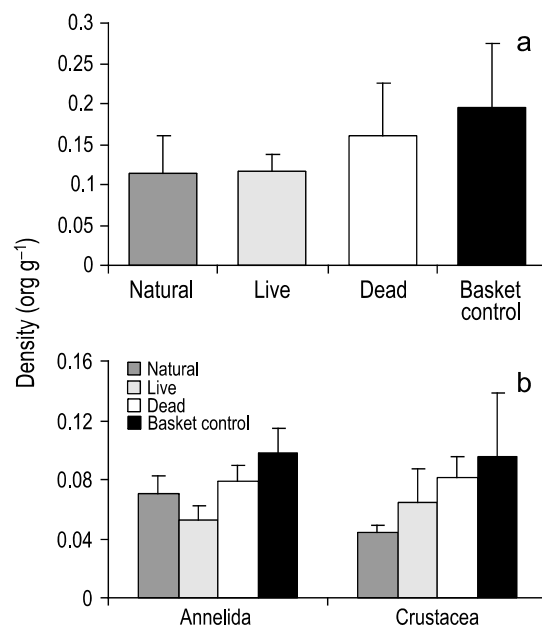 a
0.3
0.25
0.2
0.15
0.1
0.05
0
Natural Live Dead Basket control
Density (org g⁻¹)
b
0.16
0.12
0.08
0.04
0
Natural
Live
Dead
Basket control
Annelida Crustacea